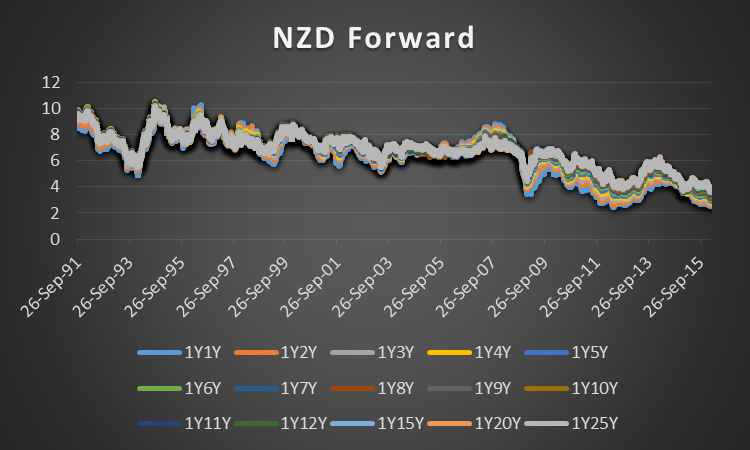 NZD Forward
12
10
8
6
4
2
0
26-Sep-91 26-Sep-93 26-Sep-95 26-Sep-97 26-Sep-99 26-Sep-01 26-Sep-03 26-Sep-05 26-Sep-07 26-Sep-09 26-Sep-11 26-Sep-13 26-Sep-15
1Y1Y 1Y2Y 1Y3Y 1Y4Y 1Y5Y
1Y6Y 1Y7Y 1Y8Y 1Y9Y 1Y10Y
1Y11Y 1Y12Y 1Y15Y 1Y20Y 1Y25Y